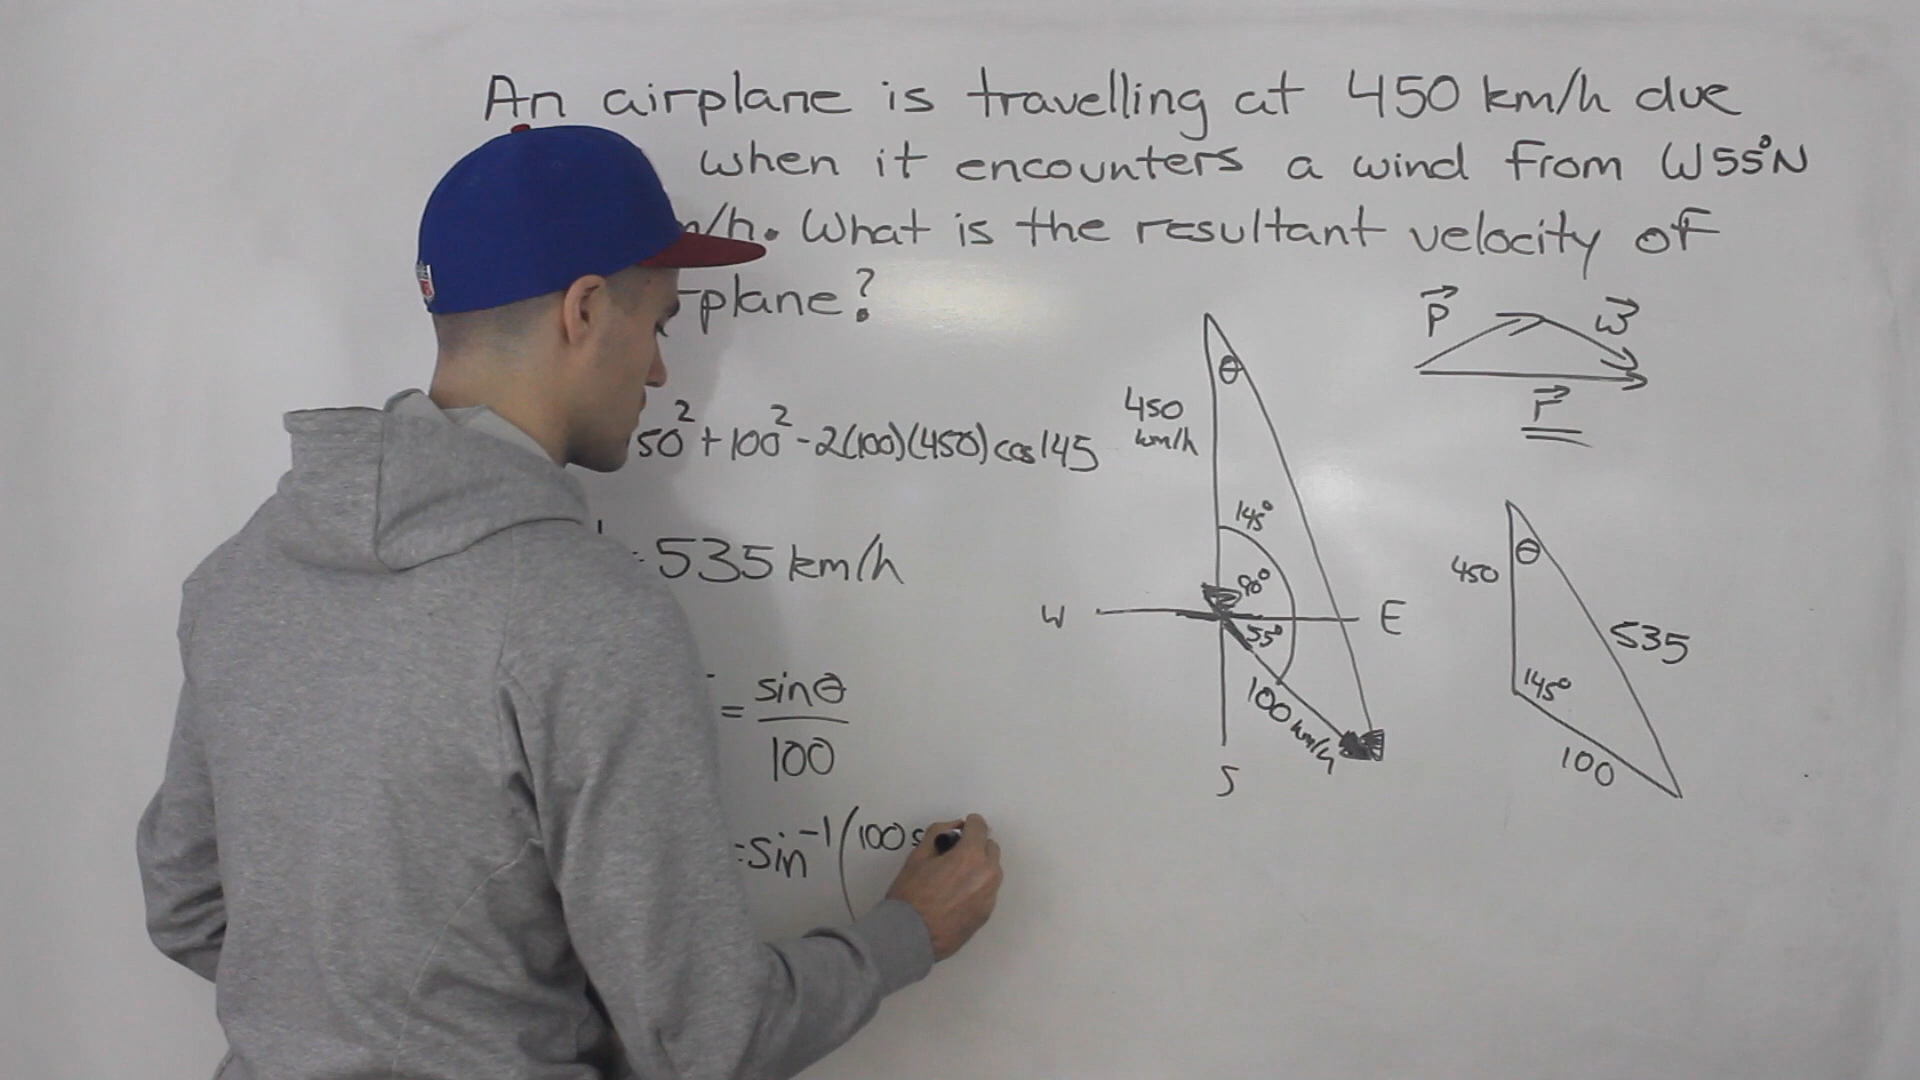 An airplane is travelling at 450 km/h due
when it encounters a wind from W55°N
m/h. What is the resultant velocity of
plane?
50² + 100² - 2(100)(450) cos 145
= 535 km/h
= sinθ
100
= sin⁻¹(100 s
θ
450
km/h
145°
90°
W
E
55°
100 km/h
S
P
w
r
θ
450
535
145°
100